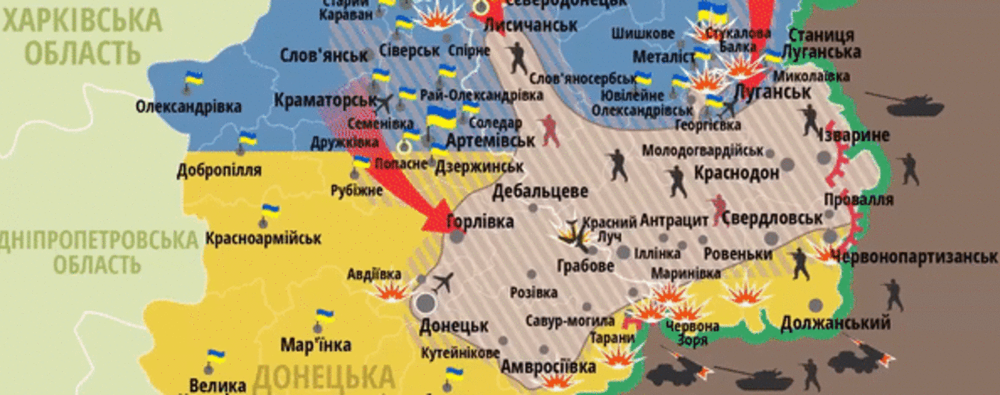 Старий
Караван
Сєвєродонецьк
ХАРКІВСЬКА
ОБЛАСТЬ
Лисичанськ
Шишкове
Стукалова
Балка
Станиця
Луганська
Слов'янськ
Сіверськ
Спірне
Металіст
Слов'яносербськ
Миколаївка
Олександрівка
Краматорськ
Рай-Олександрівка
Ювілейне
Луганськ
Олександрівськ
Семенівка
Соледар
Георгієвка
Дружківка
Артемівськ
Ізварине
Молодогвардійськ
Добропілля
Попасне
Дзержинськ
Краснодон
Рубіжне
Дебальцеве
Провалля
Горлівка
Красний
Луч
Антрацит
Свердловськ
ДНІПРОПЕТРОВСЬКА
ОБЛАСТЬ
Красноармійськ
Іллінка
Ровеньки
Червонопартизанськ
Грабове
Авдіївка
Маринівка
Розівка
Донецьк
Савур-могила
Червона
Зоря
Должанський
Тарани
Мар'їнка
Кутейнікове
Амвросіївка
ДОНЕЦЬКА
Велика